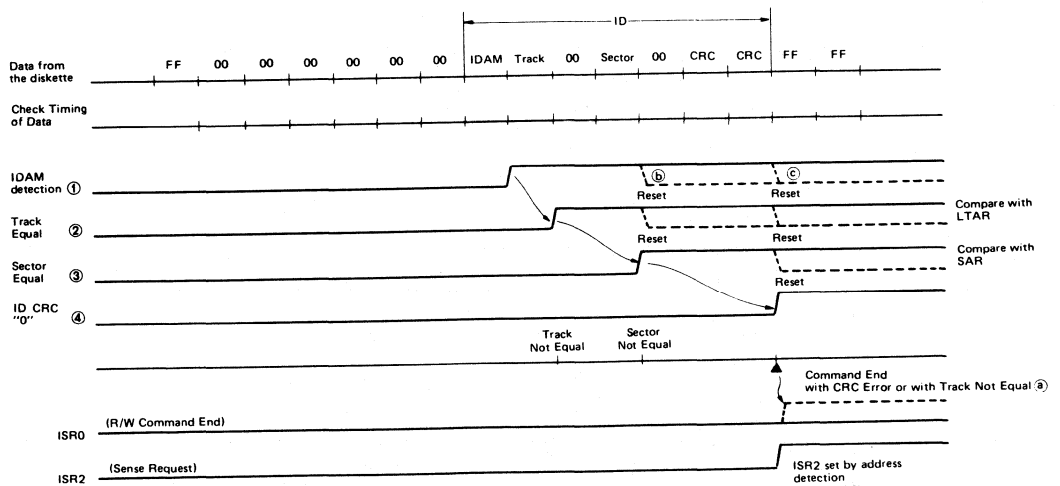 ID
Data from
the diskette
FF 00 00 00 00 00 00 IDAM Track 00 Sector 00 CRC CRC FF FF
Check Timing
of Data
IDAM
detection ①
ⓑ
ⓒ
Reset
Reset
Track
Equal ②
Compare with
LTAR
Reset
Reset
Sector
Equal ③
Compare with
SAR
Reset
ID CRC
"0" ④
Track
Not Equal
Sector
Not Equal
Command End
with CRC Error or with Track Not Equal ⓐ
ISR0
(R/W Command End)
ISR2
(Sense Request)
ISR2 set by address
detection